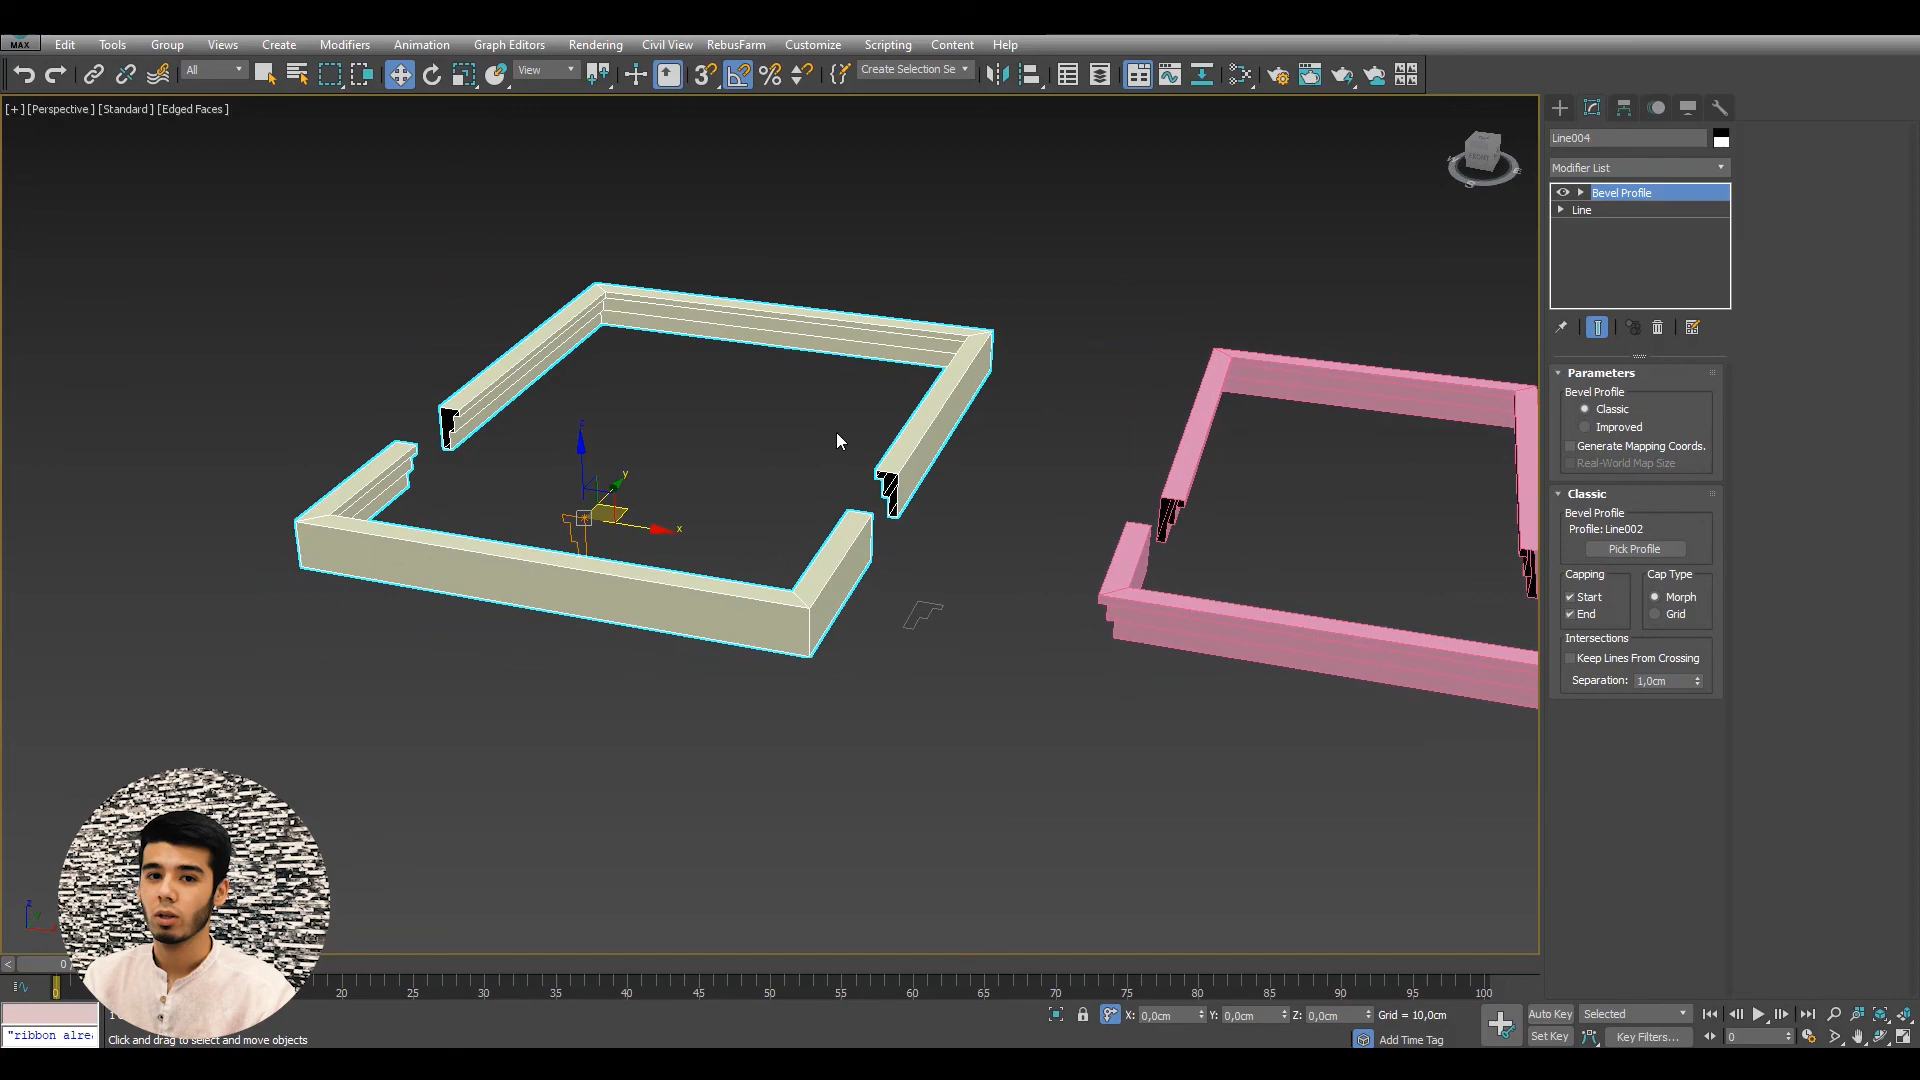 MAX Edit Tools Group Views Create Modifiers Animation Graph Editors Rendering Civil View RebusFarm Customize Scripting Content Help
All View Create Selection Se
[+] [Perspective] [Standard] [Edged Faces]
FRONT
Line004
Modifier List
Bevel Profile
Line
Parameters
Bevel Profile
Classic
Improved
Generate Mapping Coords.
Real-World Map Size
Classic
Bevel Profile
Profile: Line002
Pick Profile
Capping Cap Type
Start Morph
End Grid
Intersections
Keep Lines From Crossing
Separation: 1,0cm
z
y
x
z
< 0
0 20 25 30 35 40 45 50 55 60 65 70 75 80 85 90 95 100
X: 0,0cm Y: 0,0cm Z: 0,0cm Grid = 10,0cm Auto Key Selected
"ribbon alre Click and drag to select and move objects Add Time Tag Set Key Key Filters... 0